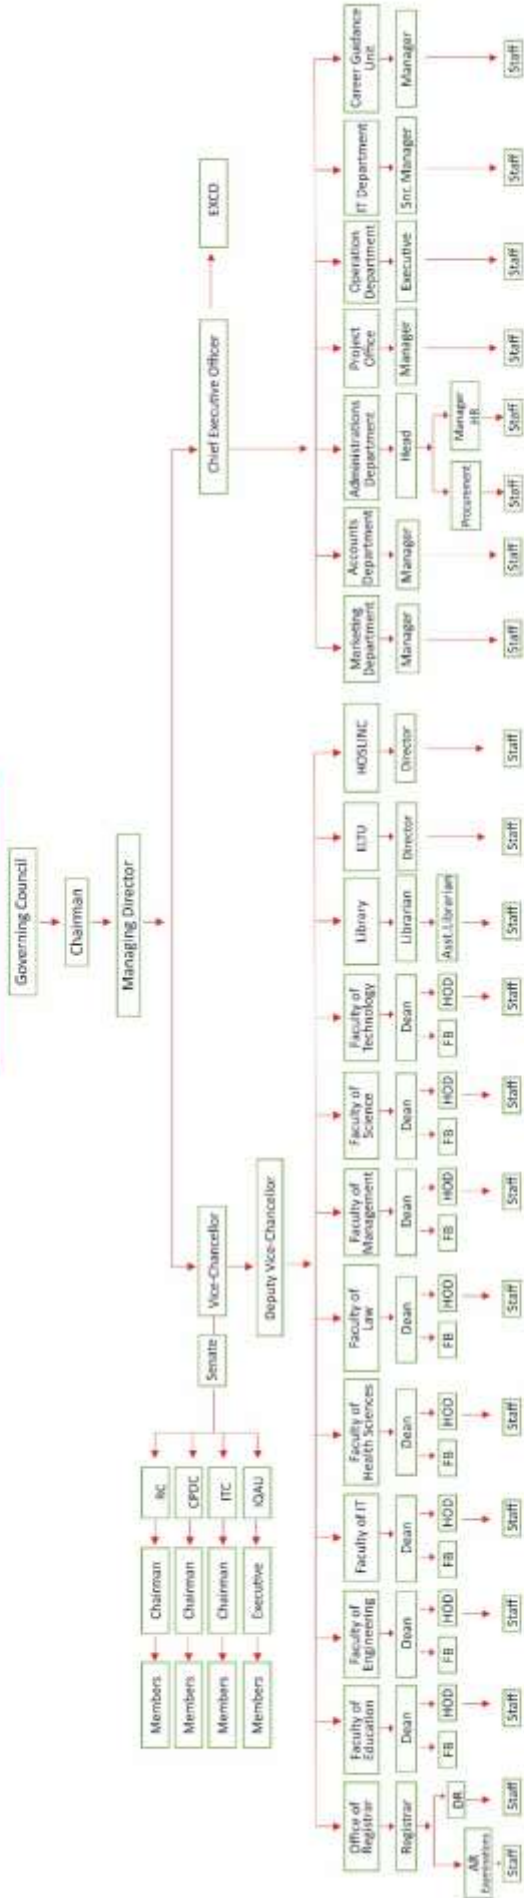 Governing Council
Chairman
Managing Director
Vice-Chancellor
Senate
RC
Chairman
Members
CPDC
Chairman
Members
ITC
Chairman
Members
IQAU
Executive
Members
Deputy Vice-Chancellor
Chief Executive Officer
EXCO
Office of
Registrar
Registrar
AR
Examinations
Staff
DR
Staff
Faculty of
Education
Dean
FB
HOD
Staff
Faculty of
Engineering
Dean
FB
HOD
Staff
Faculty of IT
Dean
FB
HOD
Staff
Faculty of
Health Sciences
Dean
FB
HOD
Staff
Faculty of
Law
Dean
FB
HOD
Staff
Faculty of
Management
Dean
FB
HOD
Staff
Faculty of
Science
Dean
FB
HOD
Staff
Faculty of
Technology
Dean
FB
HOD
Staff
Library
Librarian
Asst.Librarian
Staff
ELTU
Director
Staff
HOSLINC
Director
Staff
Marketing
Department
Manager
Staff
Accounts
Department
Manager
Staff
Administrations
Department
Head
Procurement
Staff
Manager
HR
Staff
Project
Office
Manager
Staff
Operation
Department
Executive
Staff
IT Department
Snr. Manager
Staff
Career Guidance
Unit
Manager
Staff